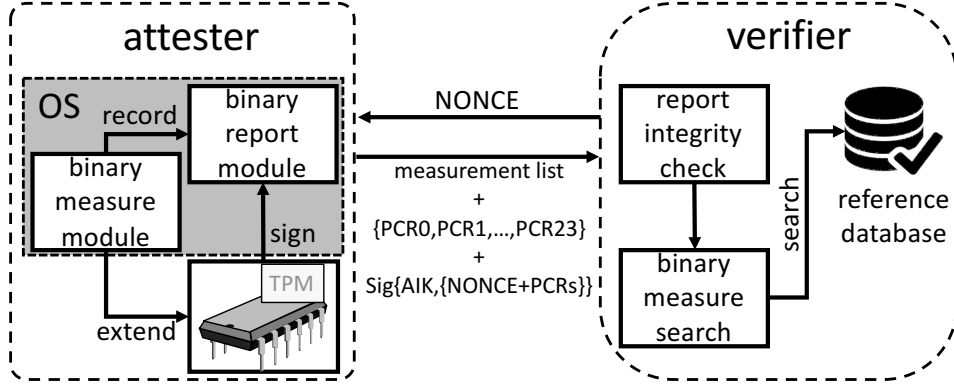 attester
OS
record
binary
report
module
binary
measure
module
sign
extend
TPM
NONCE
measurement list
+
{PCR0,PCR1,...,PCR23}
+
Sig{AIK,{NONCE+PCRs}}
verifier
report
integrity
check
binary
measure
search
search
reference
database